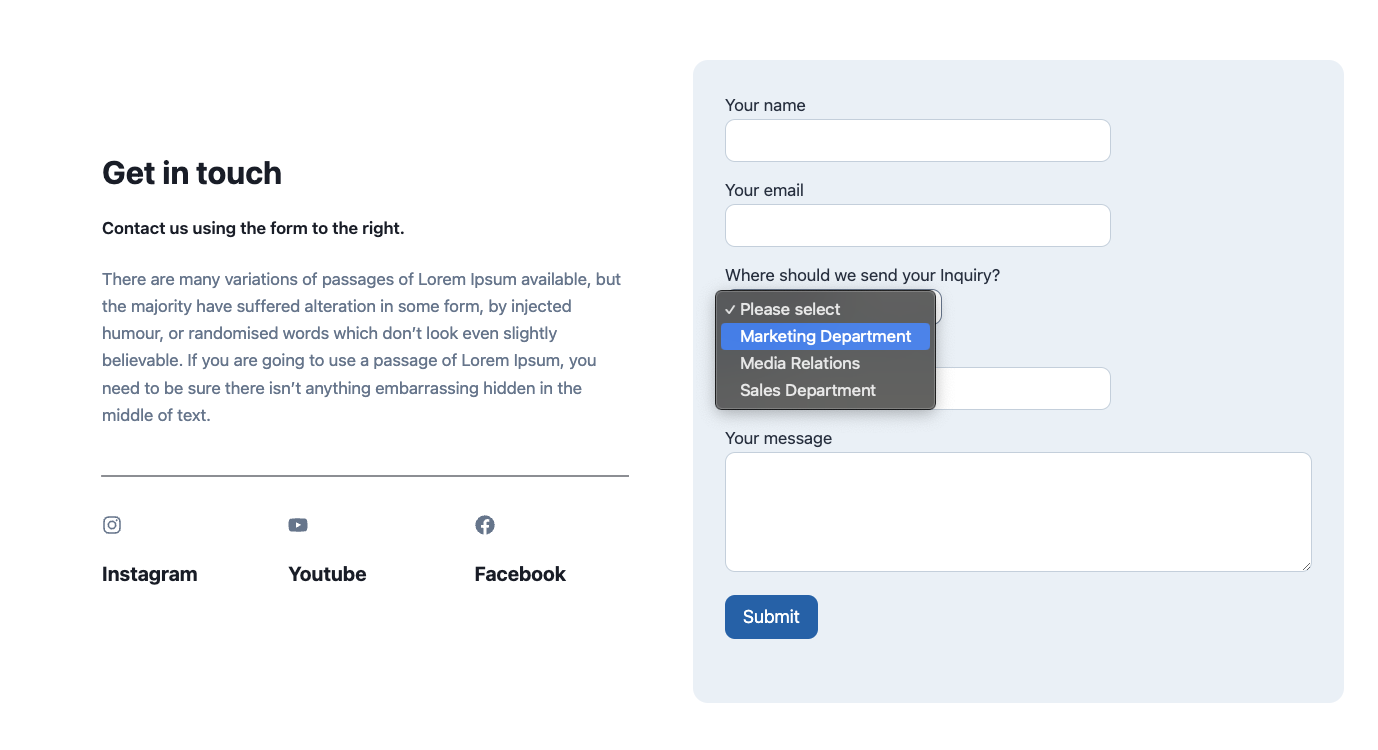 Get in touch
Contact us using the form to the right.
There are many variations of passages of Lorem Ipsum available, but
the majority have suffered alteration in some form, by injected
humour, or randomised words which don’t look even slightly
believable. If you are going to use a passage of Lorem Ipsum, you
need to be sure there isn’t anything embarrassing hidden in the
middle of text.
Instagram
Youtube
Facebook
Your name
Your email
Where should we send your Inquiry?
✓ Please select
Marketing Department
Media Relations
Sales Department
Your message
Submit